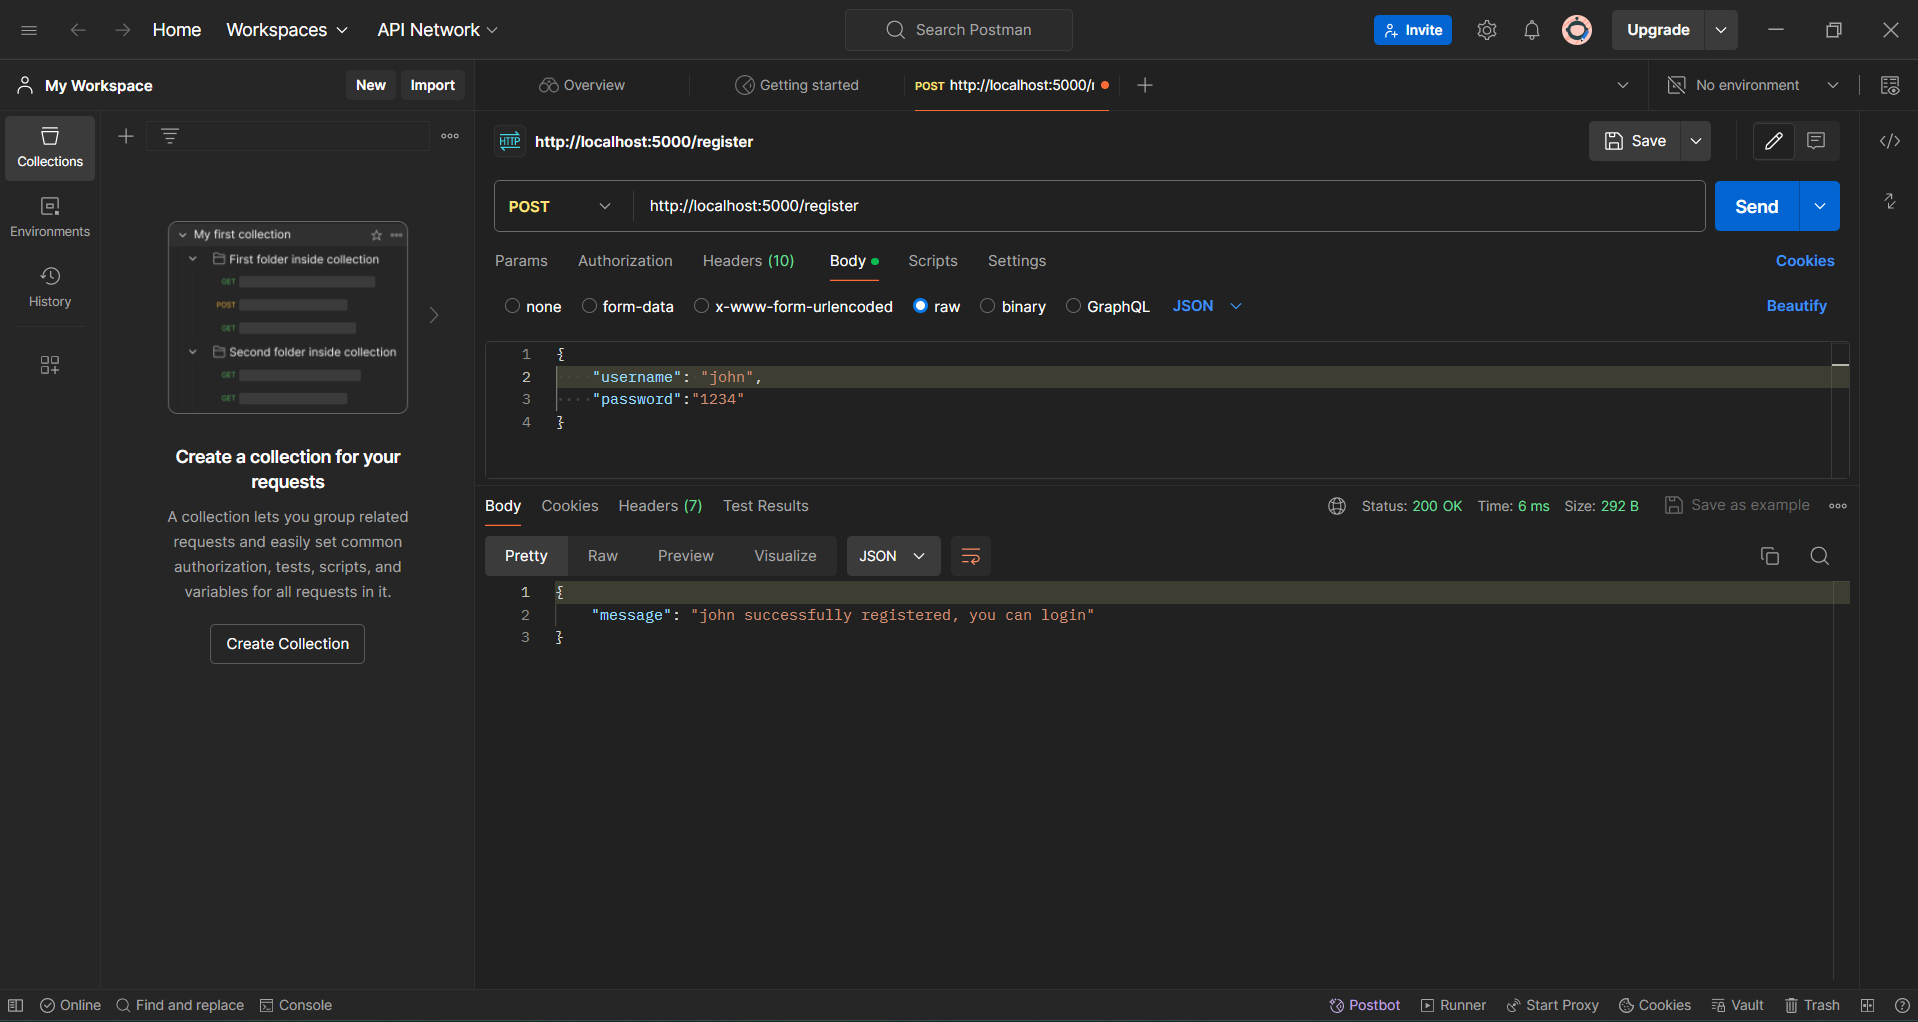 Home Workspaces API Network Search Postman Invite Upgrade
My Workspace New Import Overview Getting started POST http://localhost:5000/r No environment
Collections
Environments
History
My first collection
First folder inside collection
GET
POST
GET
Second folder inside collection
GET
GET
Create a collection for your
requests
A collection lets you group related
requests and easily set common
authorization, tests, scripts, and
variables for all requests in it.
Create Collection
HTTP http://localhost:5000/register Save
POST http://localhost:5000/register Send
Params Authorization Headers (10) Body Scripts Settings Cookies
none form-data x-www-form-urlencoded raw binary GraphQL JSON Beautify
1 {
2 "username": "john",
3 "password":"1234"
4 }
Body Cookies Headers (7) Test Results Status: 200 OK Time: 6 ms Size: 292 B Save as example
Pretty Raw Preview Visualize JSON
1 {
2 "message": "john successfully registered, you can login"
3 }
Online Find and replace Console Postbot Runner Start Proxy Cookies Vault Trash